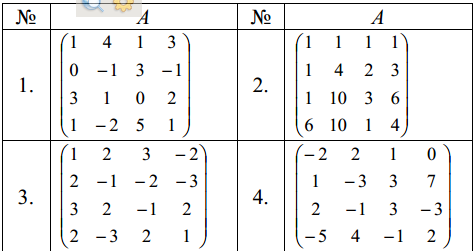 № A № A
1. (1 4 1 3
0 −1 3 −1
3 1 0 2
1 −2 5 1)
2. (1 1 1 1
1 4 2 3
1 10 3 6
6 10 1 4)
3. (1 2 3 −2
2 −1 −2 −3
3 2 −1 2
2 −3 2 1)
4. (−2 2 1 0
1 −3 3 7
2 −1 3 −3
−5 4 −1 2)